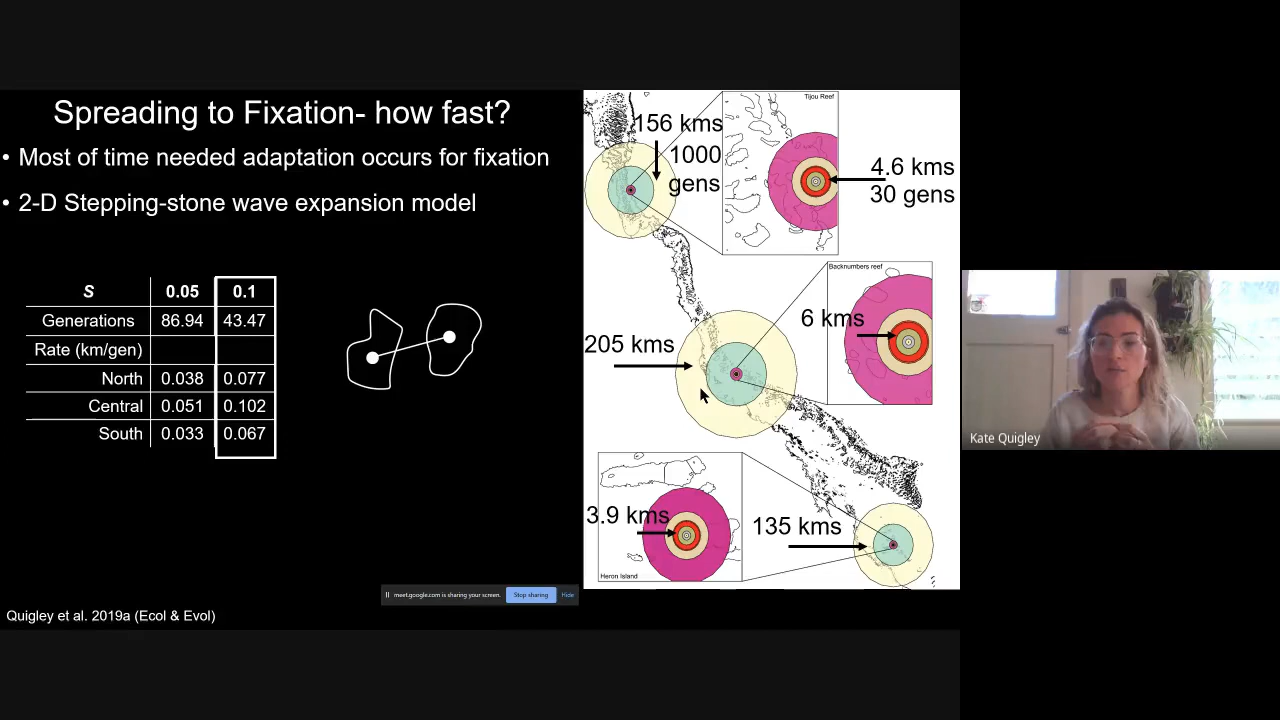 Spreading to Fixation- how fast?
• Most of time needed adaptation occurs for fixation
• 2-D Stepping-stone wave expansion model
S 0.05 0.1
Generations 86.94 43.47
Rate (km/gen)
North 0.038 0.077
Central 0.051 0.102
South 0.033 0.067
Tijou Reef
156 kms
1000
gens
4.6 kms
30 gens
Backnumbers reef
205 kms
6 kms
3.9 kms
135 kms
Heron Island
meet.google.com is sharing your screen.
Stop sharing
Hide
Quigley et al. 2019a (Ecol & Evol)
Kate Quigley